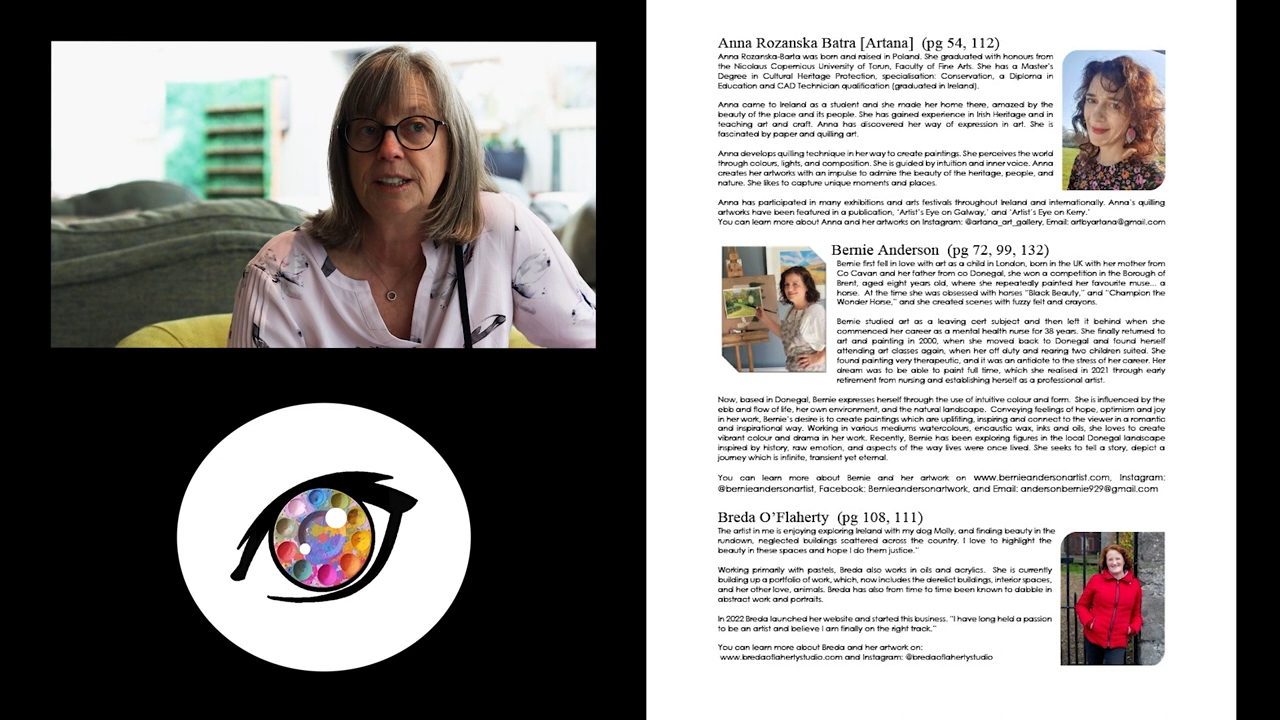 Anna Rozanska Batra [Artana] (pg 54, 112)
Anna Rozanska-Barta was born and raised in Poland. She graduated with honours from
the Nicolaus Copernicus University of Torun, Faculty of Fine Arts. She has a Master's
Degree in Cultural Heritage Protection, specialisation: Conservation, a Diploma in
Education and CAD Technician qualification (graduated in Ireland).
Anna came to Ireland as a student and she made her home there, amazed by the
beauty of the place and its people. She has gained experience in Irish Heritage and in
teaching art and craft. Anna has discovered her way of expression in art. She is
fascinated by paper and quilling art.
Anna develops quilling technique in her way to create paintings. She perceives the world
through colours, lights, and composition. She is guided by intuition and inner voice. Anna
creates her artworks with an impulse to admire the beauty of the heritage, people, and
nature. She likes to capture unique moments and places.
Anna has participated in many exhibitions and arts festivals throughout Ireland and internationally. Anna's quilling
artworks have been featured in a publication, 'Artist's Eye on Galway,' and 'Artist's Eye on Kerry.'
You can learn more about Anna and her artworks on Instagram: @artana_art_gallery, Email: artbyartana@gmail.com
Bernie Anderson (pg 72, 99, 132)
Bernie first fell in love with art as a child in London, born in the UK with her mother from
Co Cavan and her father from co Donegal, she won a competition in the Borough of
Brent, aged eight years old, where she repeatedly painted her favourite muse... a
horse. At the time she was obsessed with horses "Black Beauty," and "Champion the
Wonder Horse," and she created scenes with fuzzy felt and crayons.
Bernie studied art as a leaving cert subject and then left it behind when she
commenced her career as a mental health nurse for 38 years. She finally returned to
art and painting in 2000, when she moved back to Donegal and found herself
attending art classes again, when her off duty and rearing two children suited. She
found painting very therapeutic, and it was an antidote to the stress of her career. Her
dream was to be able to paint full time, which she realised in 2021 through early
retirement from nursing and establishing herself as a professional artist.
Now, based in Donegal, Bernie expresses herself through the use of intuitive colour and form. She is influenced by the
ebb and flow of life, her own environment, and the natural landscape. Conveying feelings of hope, optimism and joy
in her work, Bernie's desire is to create paintings which are uplifting, inspiring and connect to the viewer in a romantic
and inspirational way. Working in various mediums watercolours, encaustic wax, inks and oils, she loves to create
vibrant colour and drama in her work. Recently, Bernie has been exploring figures in the local Donegal landscape
inspired by history, raw emotion, and aspects of the way lives were once lived. She seeks to tell a story, depict a
journey which is infinite, transient yet eternal.
You can learn more about Bernie and her artwork on www.bernieandersonartist.com, Instagram:
@bernieandersonartist, Facebook: Bernieandersonartwork, and Email: andersonbernie929@gmail.com
Breda O'Flaherty (pg 108, 111)
The artist in me is enjoying exploring Ireland with my dog Molly, and finding beauty in the
rundown, neglected buildings scattered across the country. I love to highlight the
beauty in these spaces and hope I do them justice."
Working primarily with pastels, Breda also works in oils and acrylics. She is currently
building up a portfolio of work, which, now includes the derelict buildings, interior spaces,
and her other love, animals. Breda has also from time to time been known to dabble in
abstract work and portraits.
In 2022 Breda launched her website and started this business. "I have long held a passion
to be an artist and believe I am finally on the right track."
You can learn more about Breda and her artwork on:
www.bredaoflahertystudio.com and Instagram: @bredaoflahertystudio